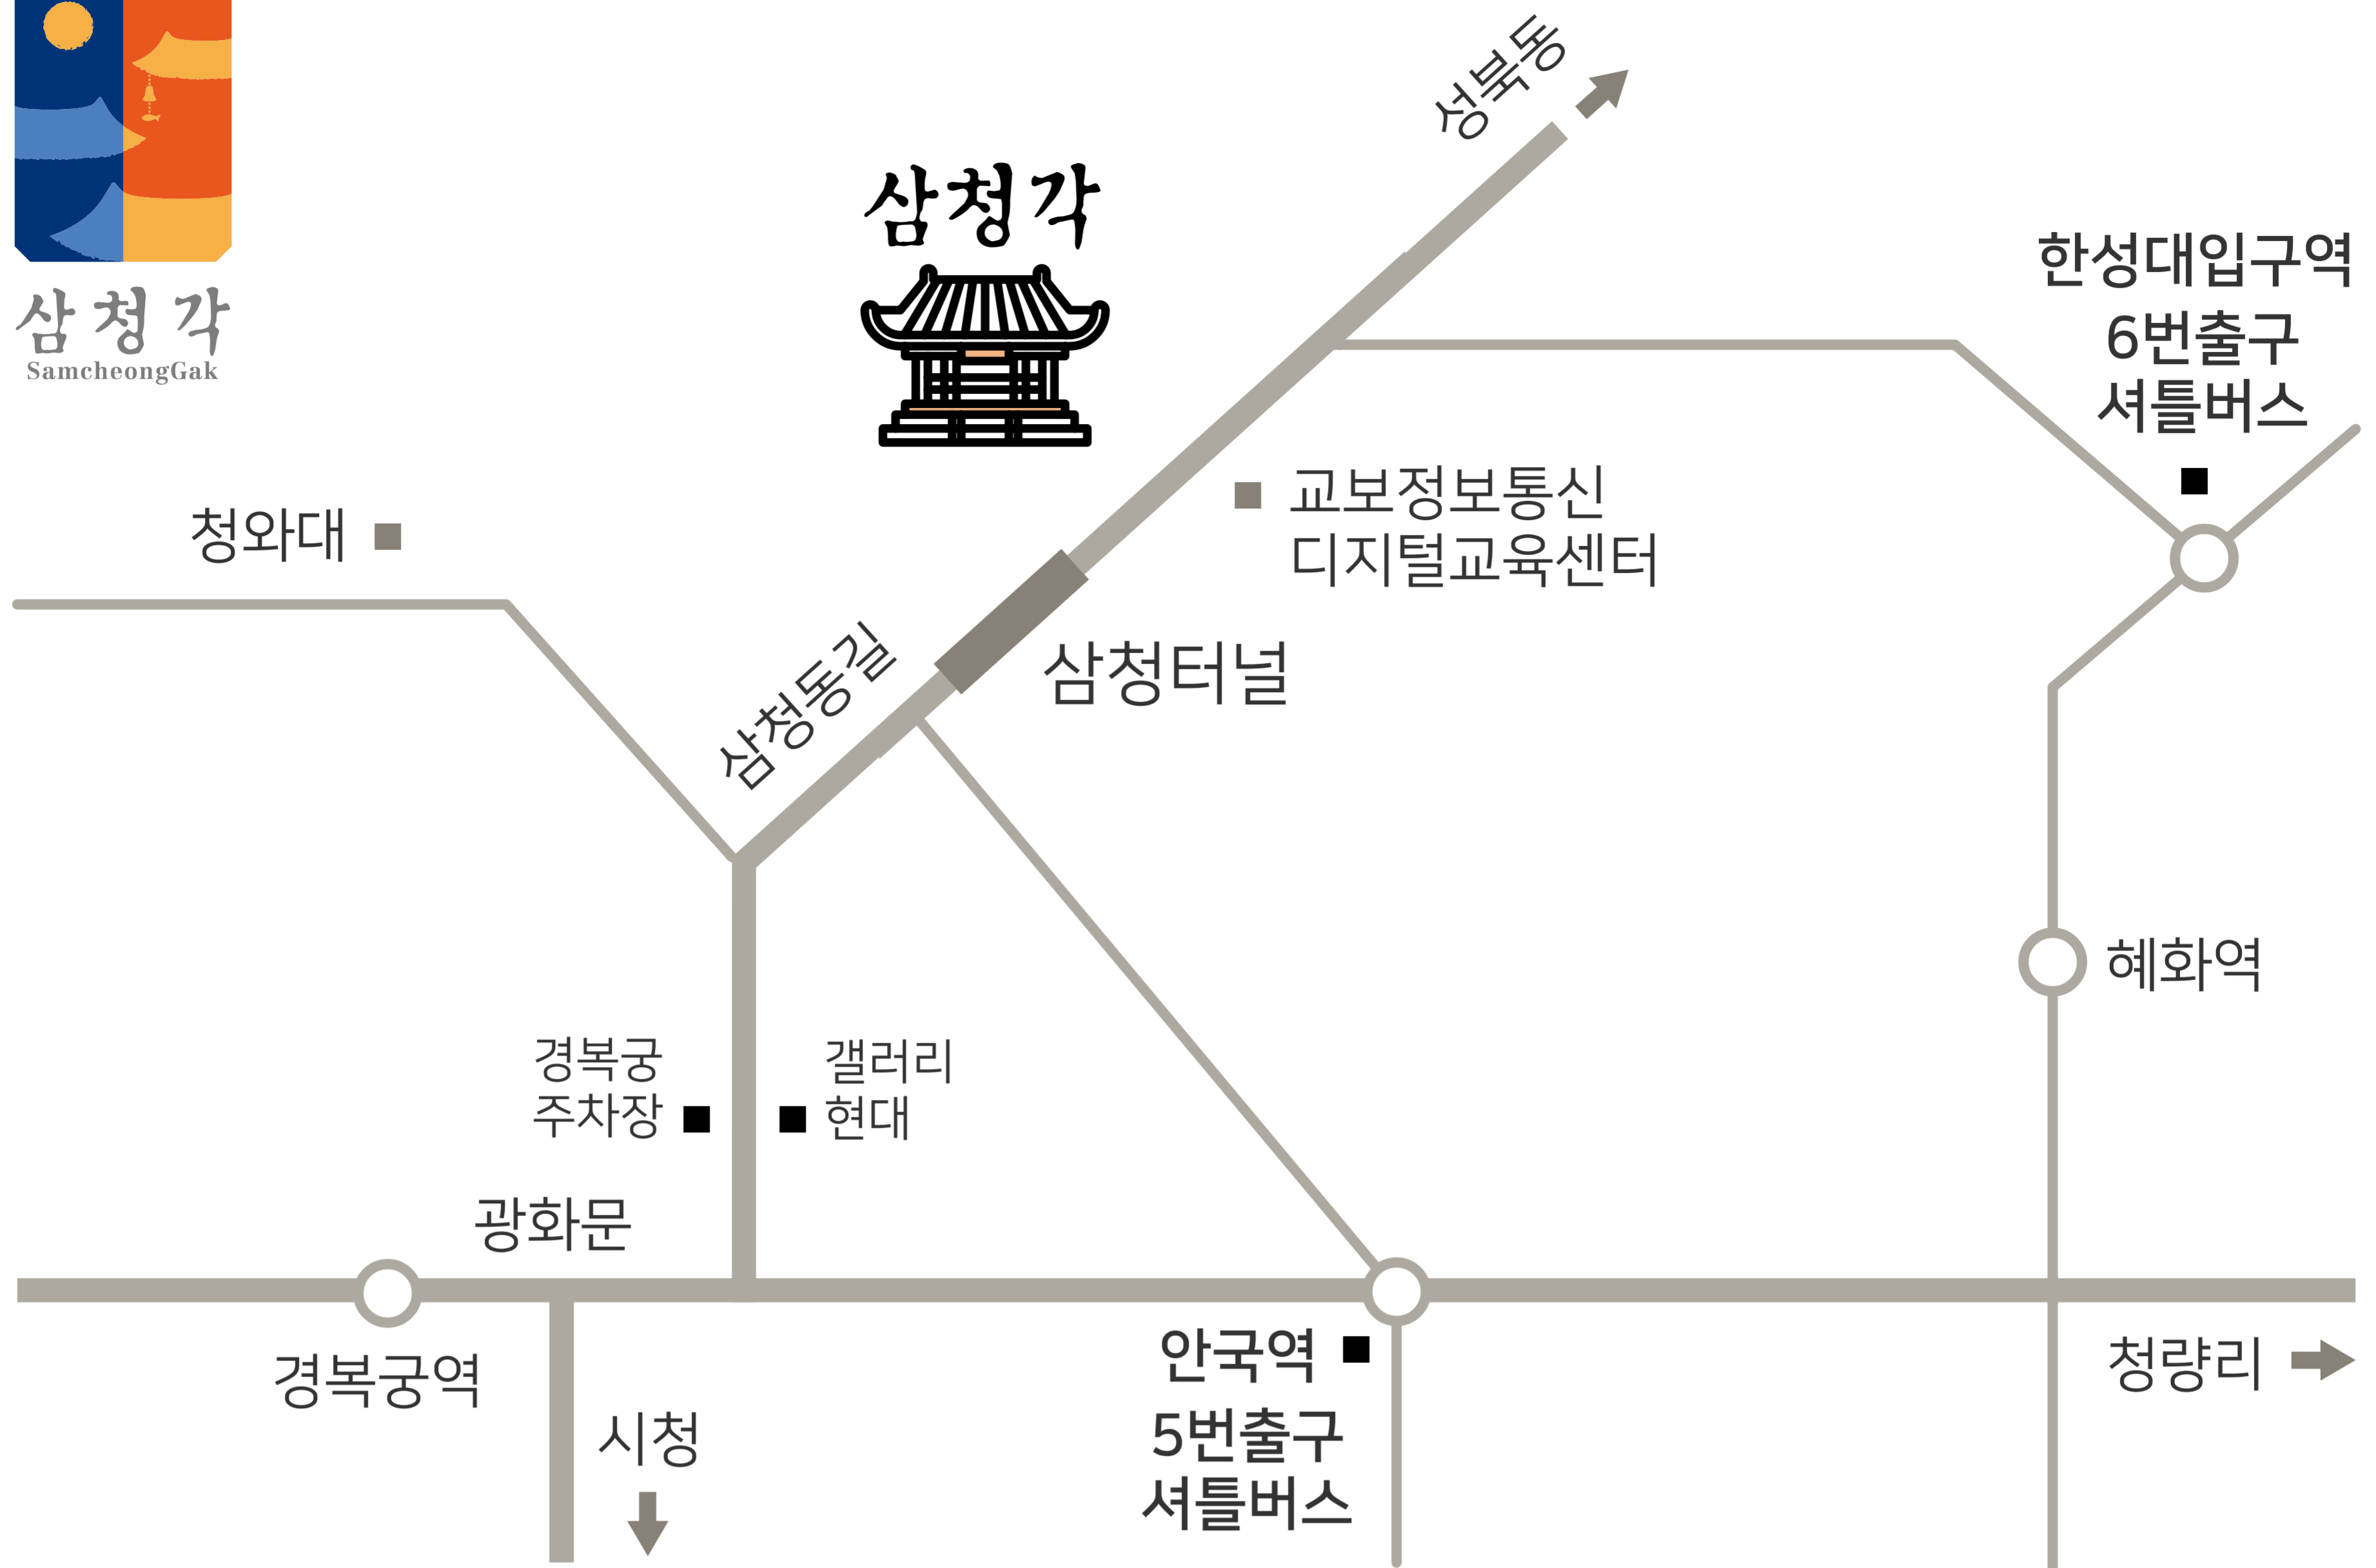 삼청각
SamcheongGak
성북동
삼청각
한성대입구역
6번출구
셔틀버스
교보정보통신
디지털교육센터
청와대
삼청동길
삼청터널
혜화역
경복궁
주차장
갤러리
현대
광화문
경복궁역
시청
안국역
5번출구
셔틀버스
청량리